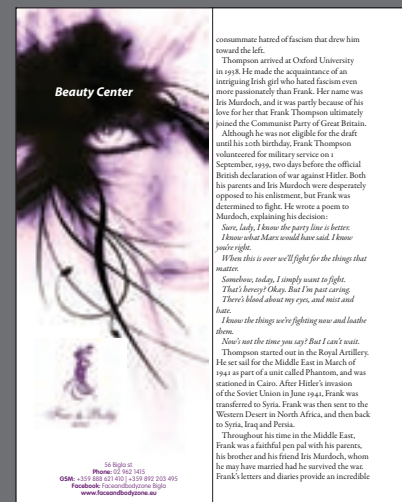 Beauty Center
Face & Body
56 Bigla st.
Phone: 02 962 1415
GSM: +359 888 621 410 | +359 892 203 495
Facebook: Faceandbodyzone Bigla
www.faceandbodyzone.eu
consummate hatred of fascism that drew him
toward the left.
Thompson arrived at Oxford University
in 1938. He made the acquaintance of an
intriguing Irish girl who hated fascism even
more passionately than Frank. Her name was
Iris Murdoch, and it was partly because of his
love for her that Frank Thompson ultimately
joined the Communist Party of Great Britain.
Although he was not eligible for the draft
until his 20th birthday, Frank Thompson
volunteered for military service on 1
September, 1939, two days before the official
British declaration of war against Hitler. Both
his parents and Iris Murdoch were desperately
opposed to his enlistment, but Frank was
determined to fight. He wrote a poem to
Murdoch, explaining his decision:
Sure, lady, I know the party line is better.
I know what Marx would have said. I know
you're right.
When this is over we'll fight for the things that
matter.
Somehow, today, I simply want to fight.
That's heresy? Okay. But I'm past caring.
There's blood about my eyes, and mist and
hate.
I know the things we're fighting now and loathe
them.
Now's not the time you say? But I can't wait.
Thompson started out in the Royal Artillery.
He set sail for the Middle East in March of
1941 as part of a unit called Phantom, and was
stationed in Cairo. After Hitler's invasion
of the Soviet Union in June 1941, Frank was
transferred to Syria. Frank was then sent to the
Western Desert in North Africa, and then back
to Syria, Iraq and Persia.
Throughout his time in the Middle East,
Frank was a faithful pen pal with his parents,
his brother and his friend Iris Murdoch, whom
he may have married had he survived the war.
Frank's letters and diaries provide an incredible